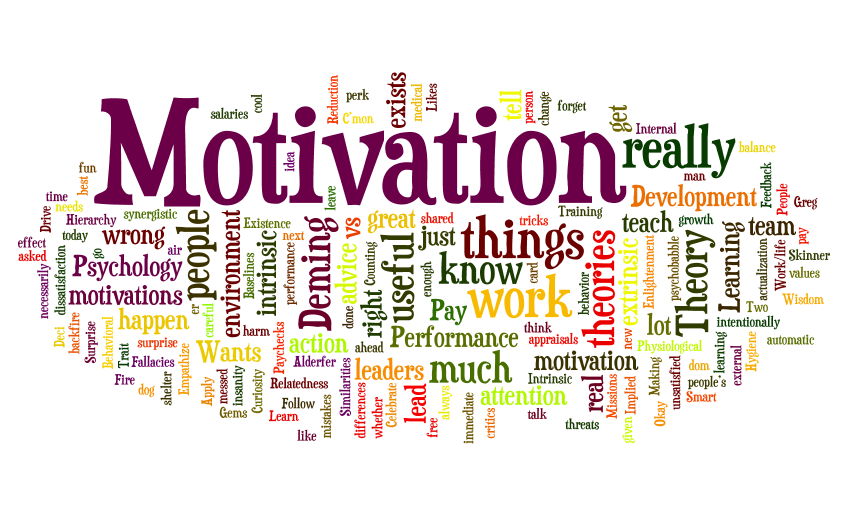 Motivation
salaries
cool
Reduction
perk
C'mon
exists
medical
Likes
tell
person
change
forget
get
Internal
really
balance
man
Development
Feedback
People
Greg
idea
fun
best
time
needs
Drive
Hierarchy
synergistic
leave
today
wrong
people
environment
Existence
next
Deming
vs
great
shared
tricks
Training
teach
growth
team
pay
effect
asked
dissatisfaction
go
air
Psychology
Baselines
intrinsic
performance
advice
Counting
useful
just
things
theories
extrinsic
Enlightenment
psychobabble
Theory
Learning
actualization
Work/life
Skinner
values
necessarily
motivations
er
careful
done
right
enough
know
card
behavior
Pay
work
lot
Two
Wisdom
intentionally
Deci
backfire
Surprise
Behavioral
happen
harm
Paychecks
action
ahead
Performance
think
appraisals
new
Physiological
automatic
Trait
surprise
Fallacies
Empathize
Wants
Alderfer
Similarities
leaders
much
motivation
Making
dom
learning
external
Hygiene
Fire
dog
shelter
Apply
messed
insanity
Curiosity
Relatedness
differences
whether
Celebrate
lead
always
Intrinsic
attention
real
Missions
Implied
people's
unsatisfied
Smart
Gems
Follow
Learn
mistakes
like
free
immediate
critics
talk
threats
given
Okay